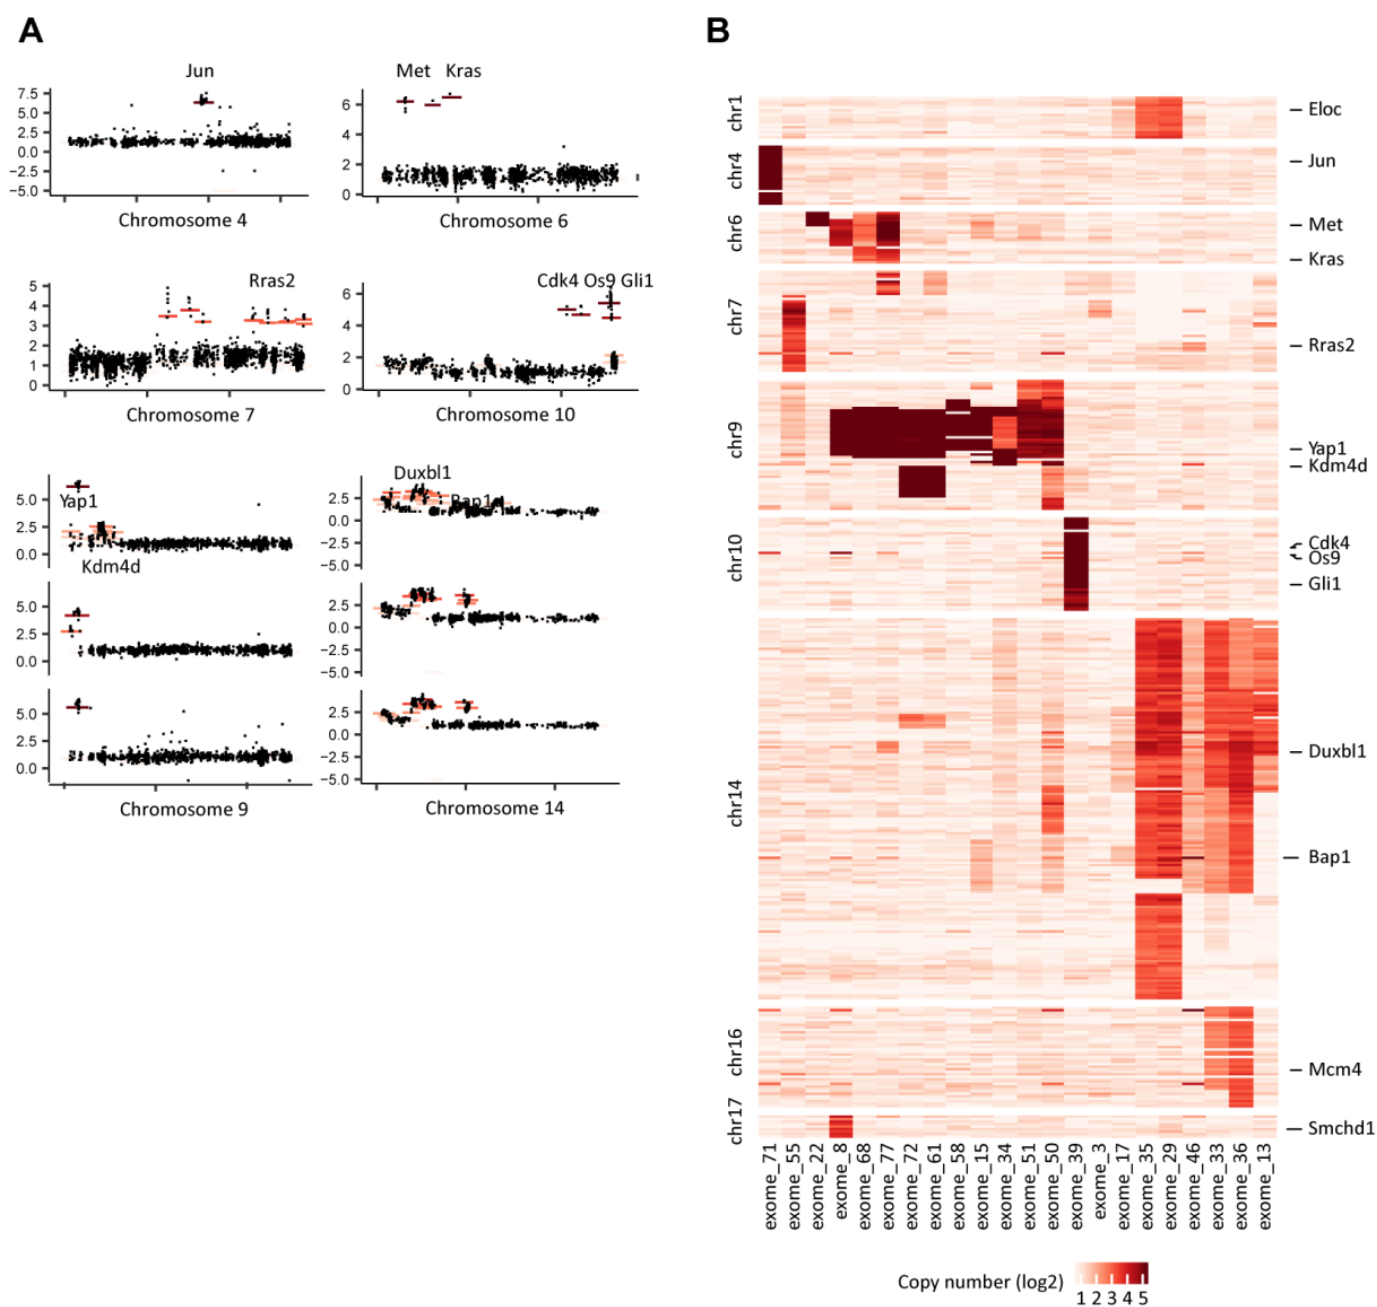 A
Jun
7.5
5.0
2.5
0.0
−2.5
−5.0
Chromosome 4
Met Kras
6
4
2
0
Chromosome 6
Rras2
5
4
3
2
1
0
Chromosome 7
Cdk4 Os9 Gli1
6
4
2
0
Chromosome 10
Yap1
5.0
2.5
0.0
Kdm4d
5.0
2.5
0.0
5.0
2.5
0.0
Chromosome 9
Duxbl1
Bap1
2.5
0.0
−2.5
−5.0
2.5
0.0
−2.5
−5.0
2.5
0.0
−2.5
−5.0
Chromosome 14
B
chr1
chr4
chr6
chr7
chr9
chr10
chr14
chr16
chr17
Eloc
Jun
Met
Kras
Rras2
Yap1
Kdm4d
Cdk4
Os9
Gli1
Duxbl1
Bap1
Mcm4
Smchd1
exome_71
exome_55
exome_22
exome_8
exome_68
exome_77
exome_72
exome_61
exome_58
exome_15
exome_34
exome_51
exome_50
exome_39
exome_3
exome_17
exome_35
exome_29
exome_46
exome_33
exome_36
exome_13
Copy number (log2)
1 2 3 4 5